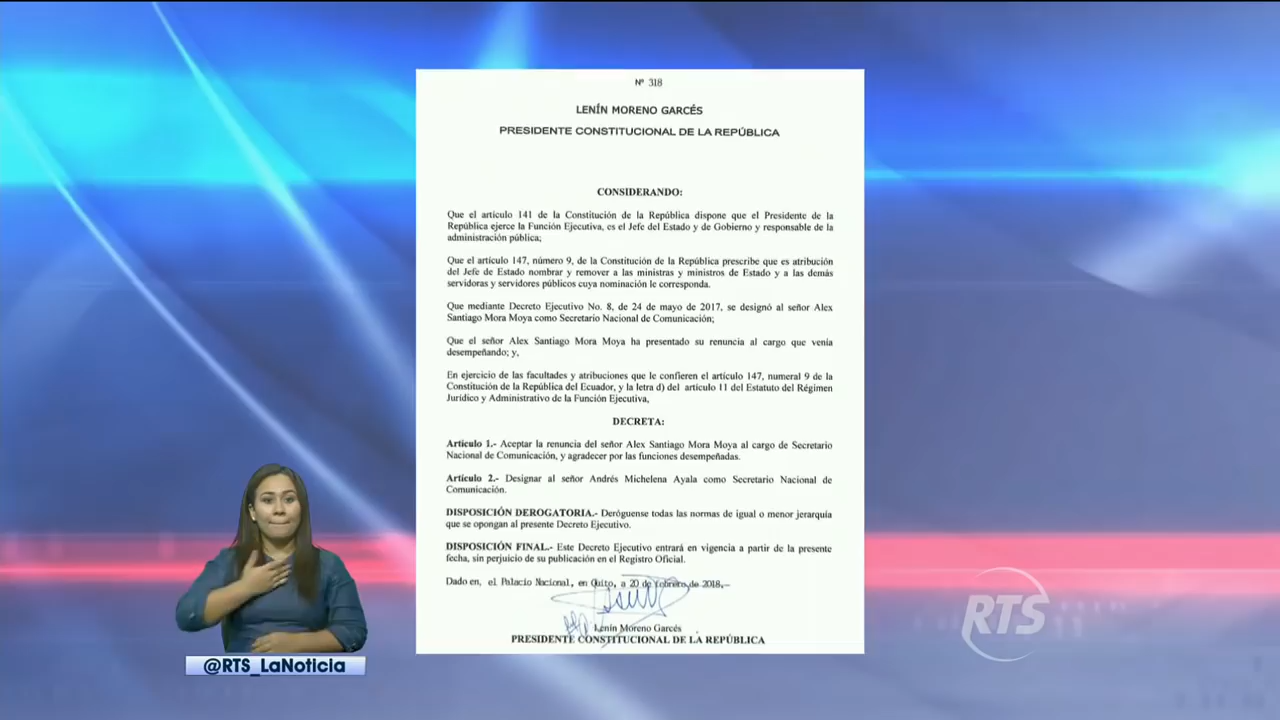 Nº 318
LENÍN MORENO GARCÉS
PRESIDENTE CONSTITUCIONAL DE LA REPÚBLICA
CONSIDERANDO:
Que el artículo 141 de la Constitución de la República dispone que el Presidente de la
República ejerce la Función Ejecutiva, es el Jefe del Estado y de Gobierno y responsable de la
administración pública;
Que el artículo 147, número 9, de la Constitución de la República prescribe que es atribución
del Jefe de Estado nombrar y remover a las ministras y ministros de Estado y a las demás
servidoras y servidores públicos cuya nominación le corresponda.
Que mediante Decreto Ejecutivo No. 8, de 24 de mayo de 2017, se designó al señor Alex
Santiago Mora Moya como Secretario Nacional de Comunicación;
Que el señor Alex Santiago Mora Moya ha presentado su renuncia al cargo que venía
desempeñando; y,
En ejercicio de las facultades y atribuciones que le confieren el artículo 147, numeral 9 de la
Constitución de la República del Ecuador, y la letra d) del artículo 11 del Estatuto del Régimen
Jurídico y Administrativo de la Función Ejecutiva,
DECRETA:
Artículo 1.- Aceptar la renuncia del señor Alex Santiago Mora Moya al cargo de Secretario
Nacional de Comunicación, y agradecer por las funciones desempeñadas.
Artículo 2.- Designar al señor Andrés Michelena Ayala como Secretario Nacional de
Comunicación.
DISPOSICIÓN DEROGATORIA.- Deróguense todas las normas de igual o menor jerarquía
que se opongan al presente Decreto Ejecutivo.
DISPOSICIÓN FINAL.- Este Decreto Ejecutivo entrará en vigencia a partir de la presente
fecha, sin perjuicio de su publicación en el Registro Oficial.
Dado en, el Palacio Nacional, en Quito, a 20 de febrero de 2018,-
Lenín Moreno Garcés
PRESIDENTE CONSTITUCIONAL DE LA REPÚBLICA
RTS
@RTS_LaNoticia